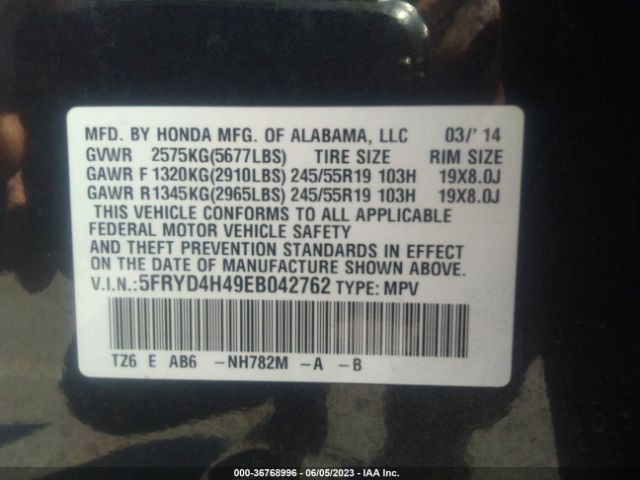 MFD. BY HONDA MFG. OF ALABAMA, LLC 03/' 14
GVWR 2575KG(5677LBS) TIRE SIZE RIM SIZE
GAWR F 1320KG(2910LBS) 245/55R19 103H 19X8.0J
GAWR R1345KG(2965LBS) 245/55R19 103H 19X8.0J
THIS VEHICLE CONFORMS TO ALL APPLICABLE
FEDERAL MOTOR VEHICLE SAFETY
AND THEFT PREVENTION STANDARDS IN EFFECT
ON THE DATE OF MANUFACTURE SHOWN ABOVE.
V.I.N.:5FRYD4H49EB042762 TYPE: MPV
TZ6 E AB6 -NH782M -A -B
000-36768996 - 06/05/2023 - IAA Inc.